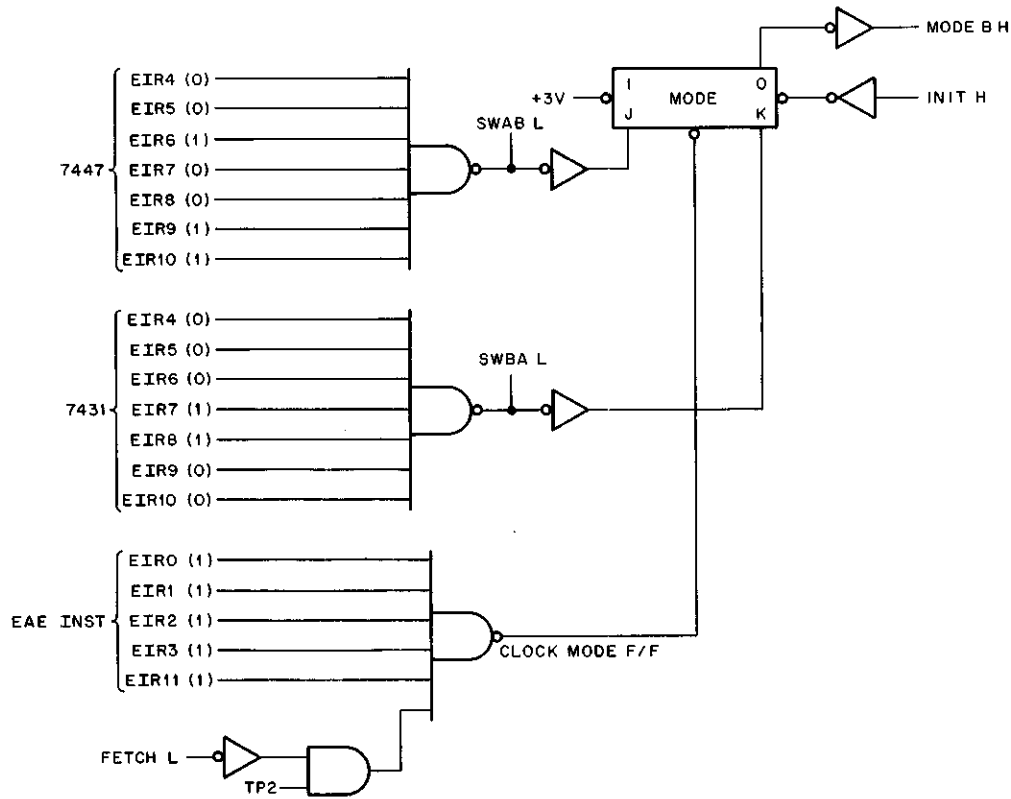 MODE B H
EIR4 (0)
EIR5 (0)
EIR6 (1)
7447
EIR7 (0)
EIR8 (0)
EIR9 (1)
EIR10 (1)
SWAB L
+3V
1
0
MODE
J
K
INIT H
EIR4 (0)
EIR5 (0)
EIR6 (0)
7431
EIR7 (1)
EIR8 (1)
EIR9 (0)
EIR10 (0)
SWBA L
EIR0 (1)
EIR1 (1)
EAE INST
EIR2 (1)
EIR3 (1)
EIR11 (1)
CLOCK MODE F/F
FETCH L
TP2